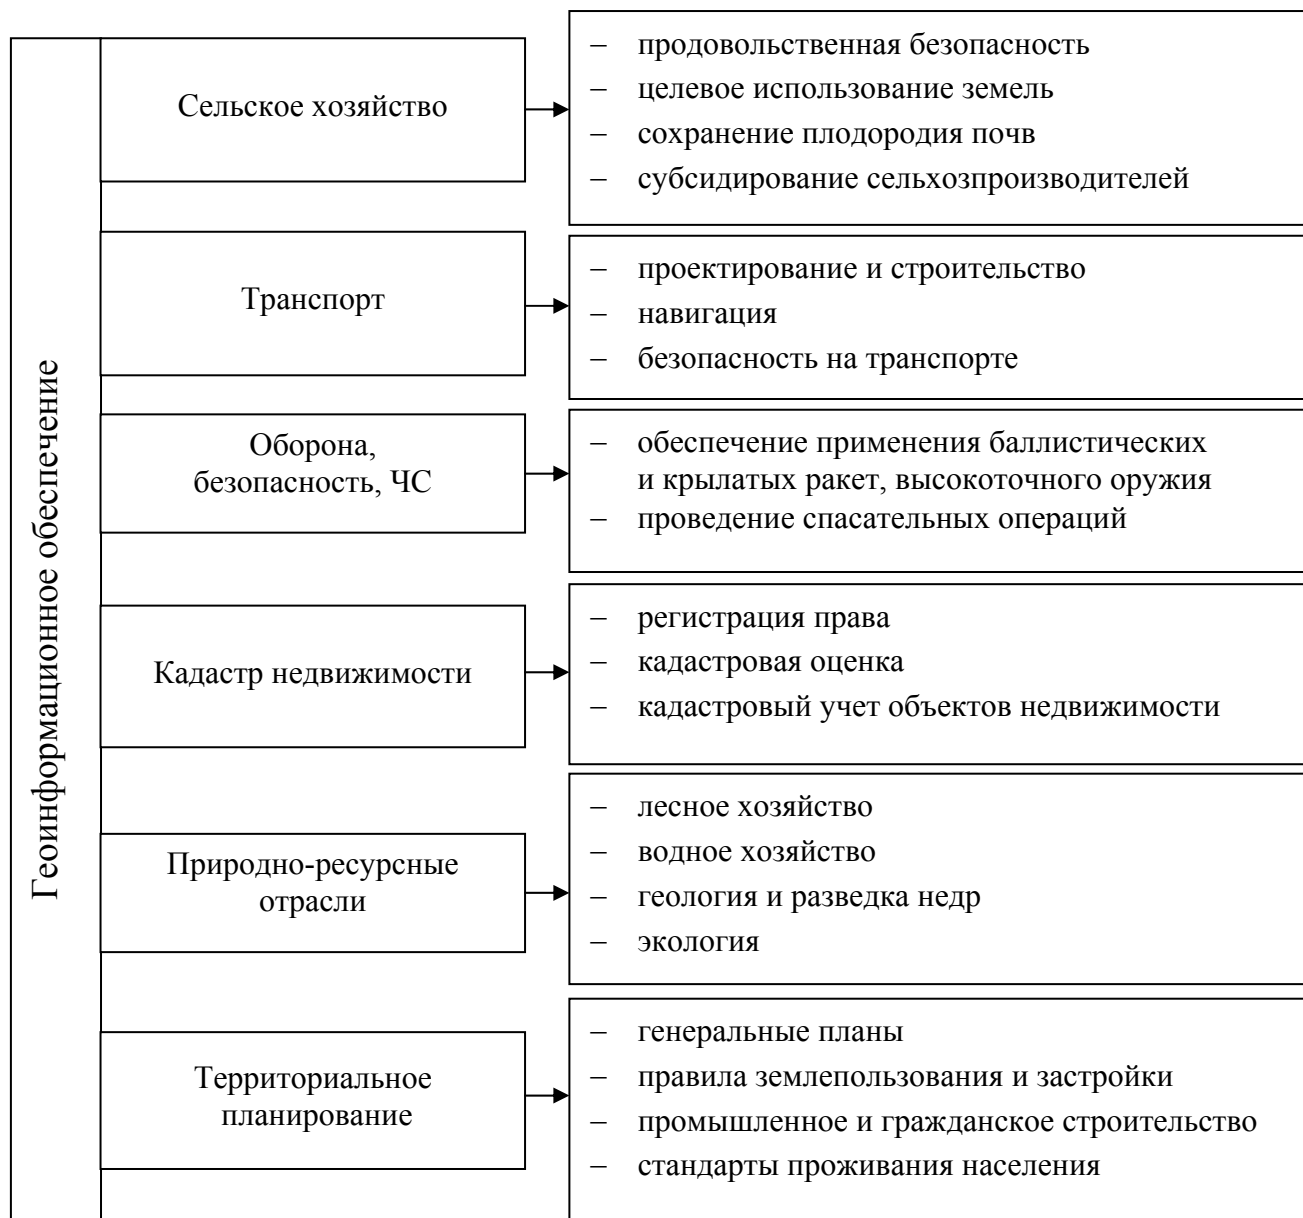 Геоинформационное обеспечение
Сельское хозяйство
– продовольственная безопасность
– целевое использование земель
– сохранение плодородия почв
– субсидирование сельхозпроизводителей
Транспорт
– проектирование и строительство
– навигация
– безопасность на транспорте
Оборона,
безопасность, ЧС
– обеспечение применения баллистических
и крылатых ракет, высокоточного оружия
– проведение спасательных операций
Кадастр недвижимости
– регистрация права
– кадастровая оценка
– кадастровый учет объектов недвижимости
Природно-ресурсные
отрасли
– лесное хозяйство
– водное хозяйство
– геология и разведка недр
– экология
Территориальное
планирование
– генеральные планы
– правила землепользования и застройки
– промышленное и гражданское строительство
– стандарты проживания населения